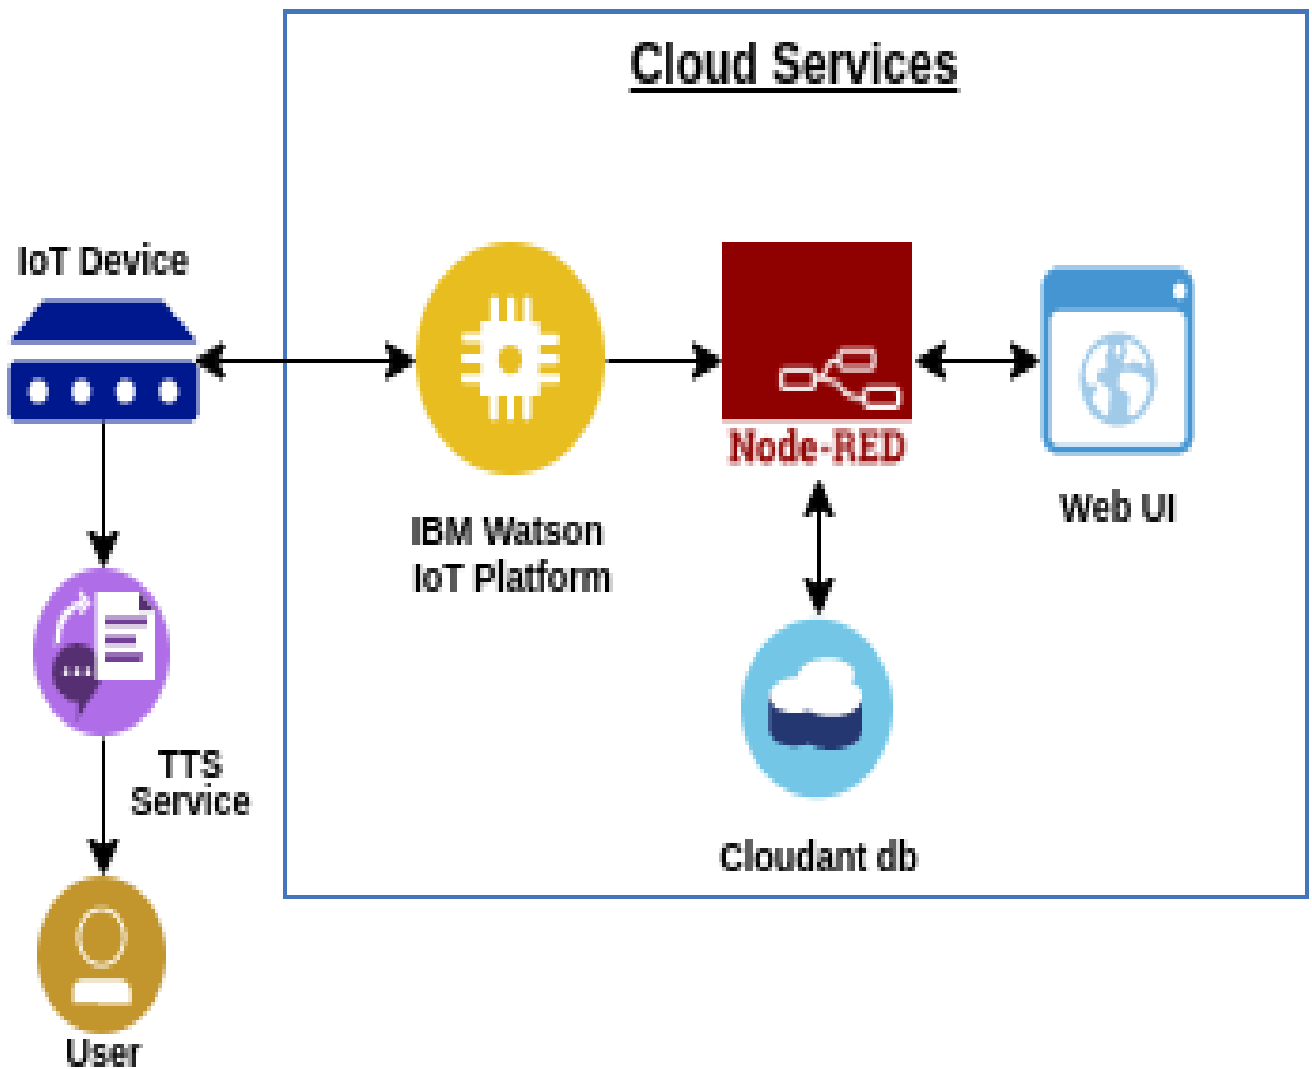 Cloud Services
IoT Device
Node-RED
Web UI
IBM Watson
IoT Platform
TTS
Service
Cloudant db
User